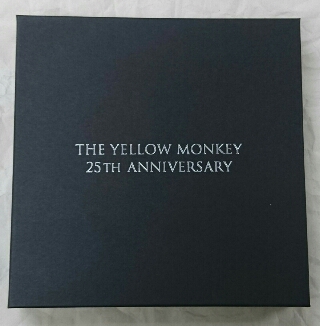 THE YELLOW MONKEY
25TH ANNIVERSARY